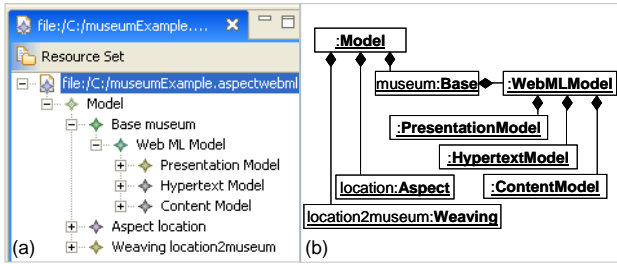 file:/C:/museumExample....
Resource Set
file:/C:/museumExample.aspectwebml
Model
Base museum
Web ML Model
Presentation Model
Hypertext Model
Content Model
Aspect location
Weaving location2museum
(a)
:Model
museum:Base
:WebMLModel
:PresentationModel
:HypertextModel
location:Aspect
:ContentModel
location2museum:Weaving
(b)